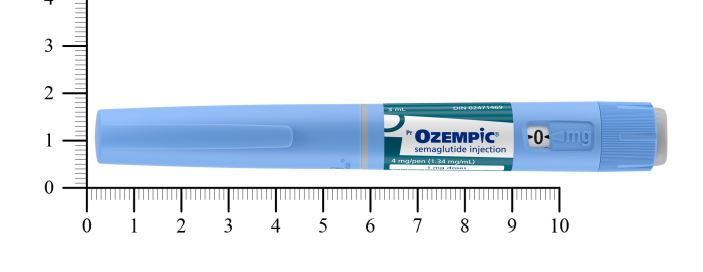 4
3
2
1
0
3 mL DIN 02471469
Pr OZEMPIC®
semaglutide injection
4 mg/pen (1.34 mg/mL)
1 mg doses
0 mg
0 1 2 3 4 5 6 7 8 9 10